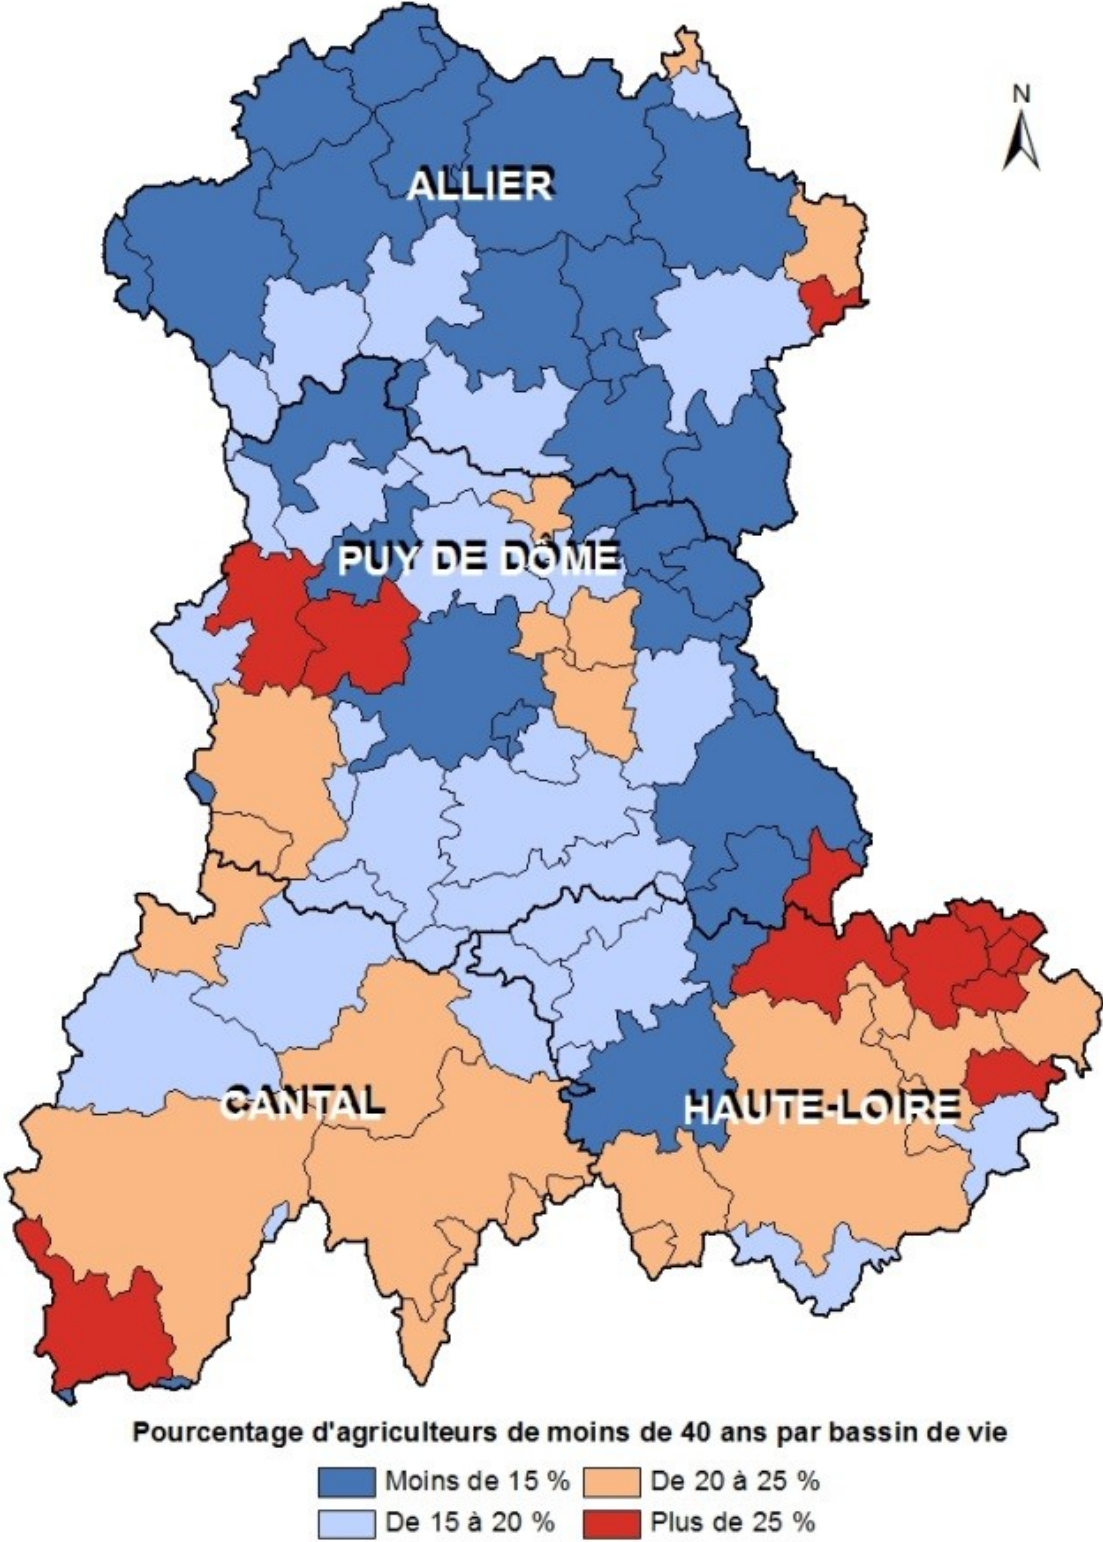 N
ALLIER
PUY DE DÔME
CANTAL
HAUTE-LOIRE
Pourcentage d'agriculteurs de moins de 40 ans par bassin de vie
Moins de 15 % De 20 à 25 %
De 15 à 20 % Plus de 25 %